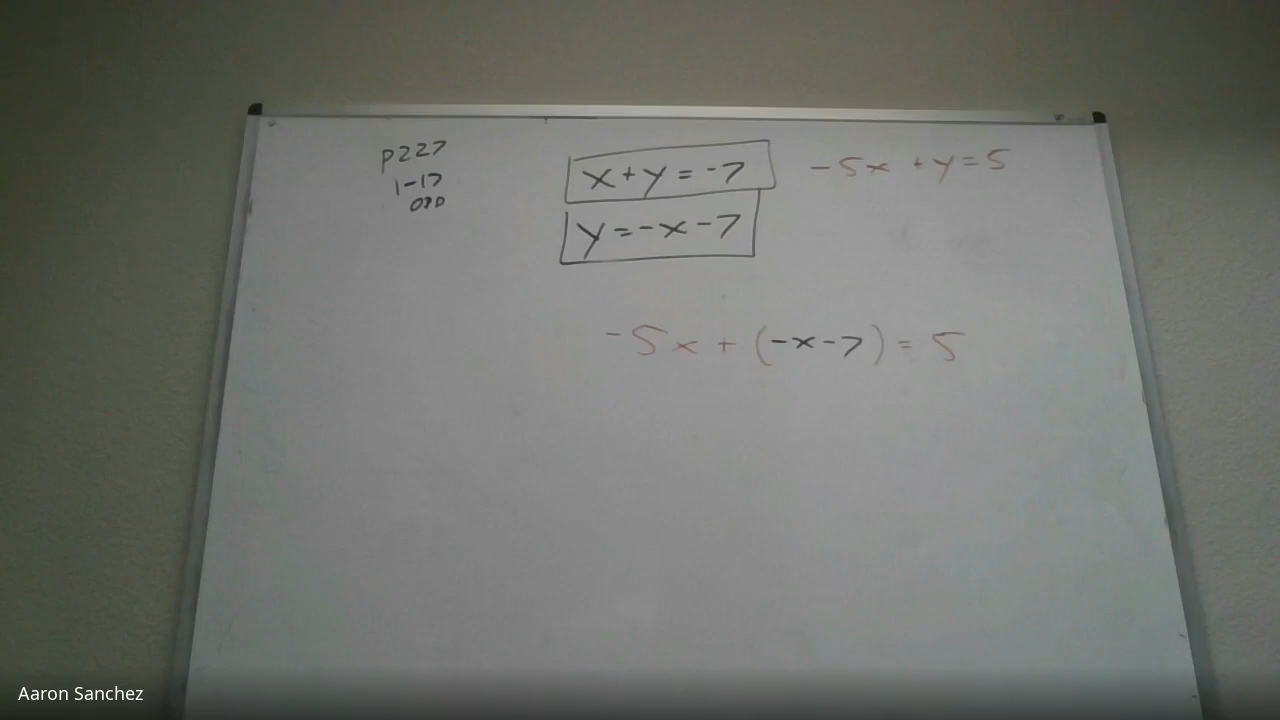 p227
1-17
ODD
x+y=-7
-5x+y=5
y=-x-7
-5x+(-x-7)=5
Aaron Sanchez